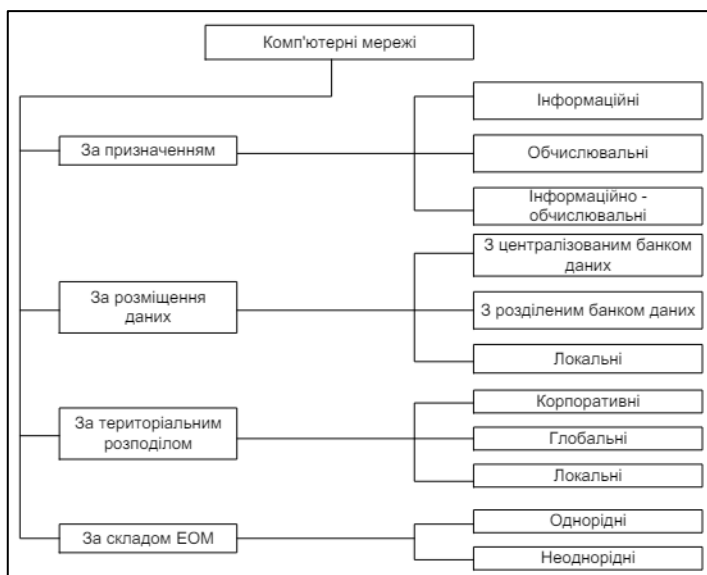 Комп'ютерні мережі
За призначенням
Інформаційні
Обчислювальні
Інформаційно -
обчислювальні
За розміщення
даних
З централізованим банком
даних
З розділеним банком даних
Локальні
За територіальним
розподілом
Корпоративні
Глобальні
Локальні
За складом ЕОМ
Однорідні
Неоднорідні